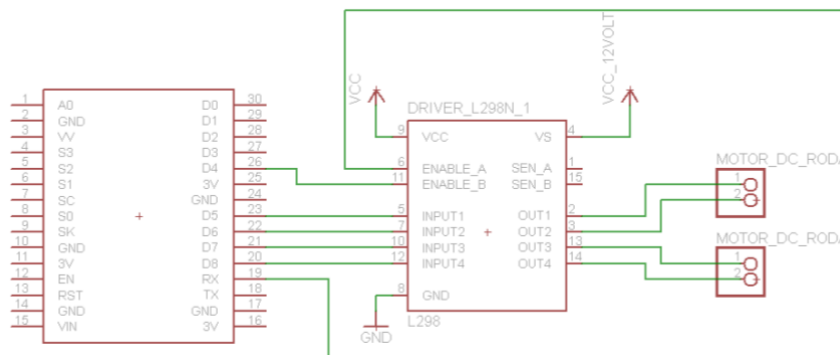 VCC
VCC_12VOLT
DRIVER_L298N_1
1 A0 D0 30
2 GND D1 29
3 VV D2 28
4 S3 D3 27
5 S2 D4 26
6 S1 3V 25
7 SC GND 24
8 S0 D5 23
9 SK D6 22
10 GND D7 21
11 3V D8 20
12 EN RX 19
13 RST TX 18
14 GND GND 17
15 VIN 3V 16
9 VCC VS 4
6 ENABLE_A SEN_A 1
11 ENABLE_B SEN_B 15
5 INPUT1 OUT1 2
7 INPUT2 OUT2 3
10 INPUT3 OUT3 13
12 INPUT4 OUT4 14
8 GND
L298
GND
MOTOR_DC_RODA
1
2
MOTOR_DC_RODA
1
2